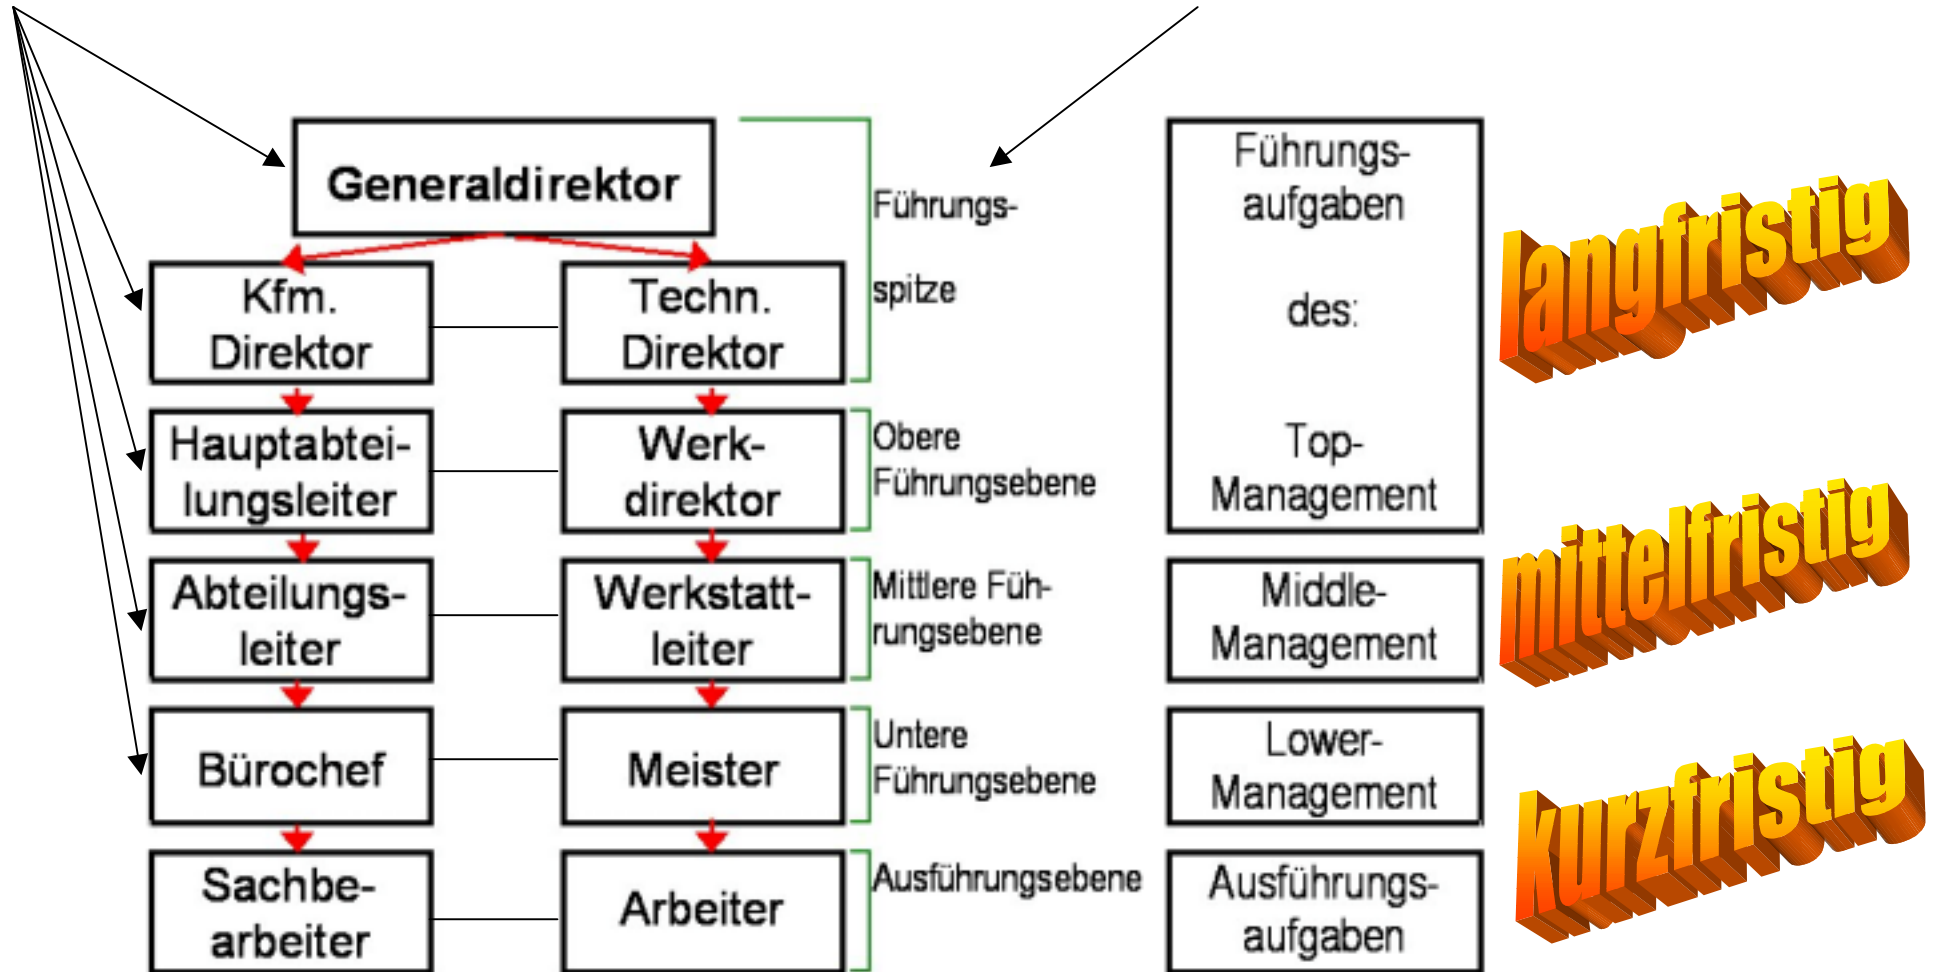 Generaldirektor
Kfm.
Direktor
Techn.
Direktor
Führungs-
spitze
Hauptabtei-
lungsleiter
Werk-
direktor
Obere
Führungsebene
Führungs-
aufgaben
des:
Top-
Management
langfristig
Abteilungs-
leiter
Werkstatt-
leiter
Mittlere Füh-
rungsebene
Middle-
Management
mittelfristig
Bürochef
Meister
Untere
Führungsebene
Lower-
Management
kurzfristig
Sachbe-
arbeiter
Arbeiter
Ausführungsebene
Ausführungs-
aufgaben